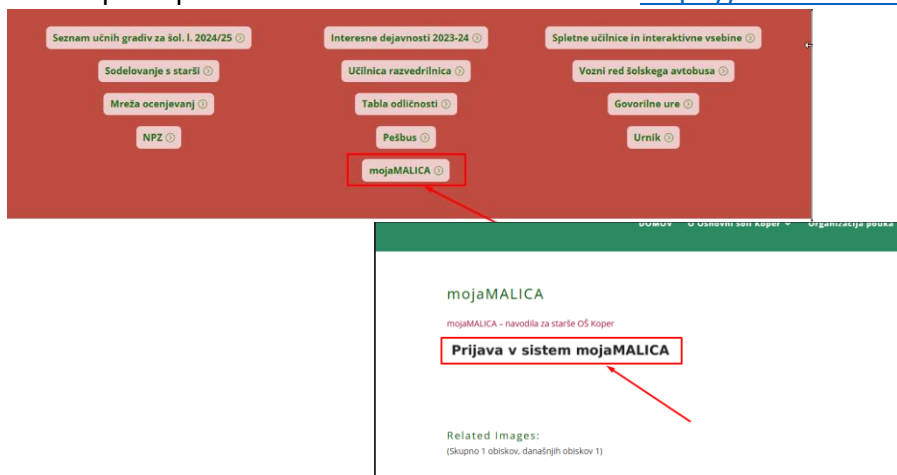 Seznam učnih gradiv za šol. l. 2024/25
Interesne dejavnosti 2023-24
Spletne učilnice in interaktivne vsebine
Sodelovanje s starši
Učilnica razvedrilnica
Vozni red šolskega avtobusa
Mreža ocenjevanj
Tabla odličnosti
Govorilne ure
NPZ
Pešbus
Urnik
mojaMALICA
DOMOV O Osnovni šoli Koper Organizacija pouka
mojaMALICA
mojaMALICA – navodila za starše OŠ Koper
Prijava v sistem mojaMALICA
Related Images:
(Skupno 1 obiskov, današnjih obiskov 1)